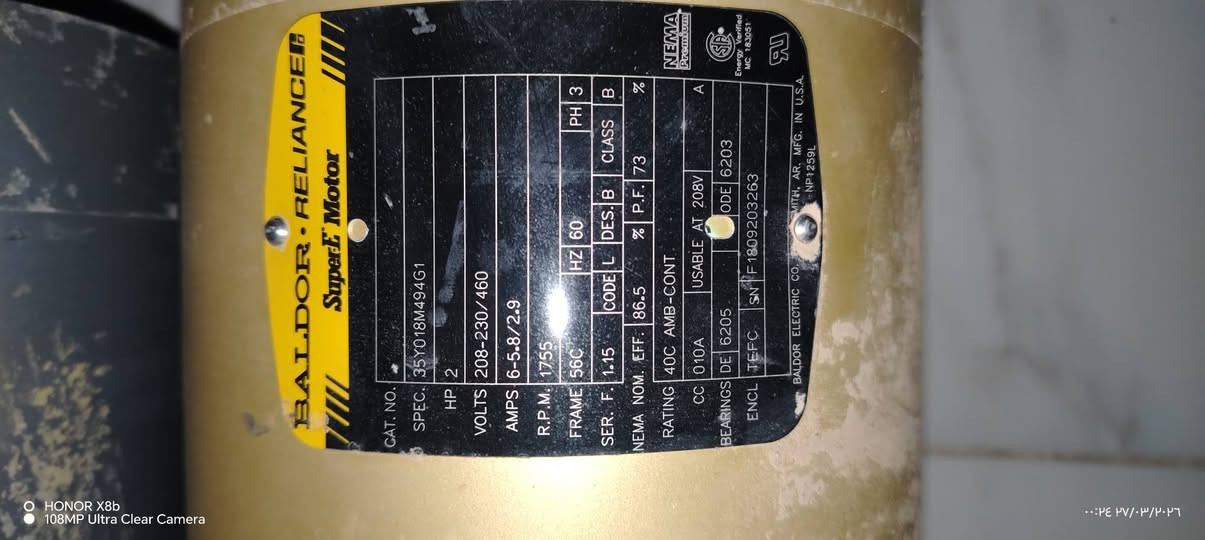 BALDOR • RELIANCE
Super-E Motor
CAT. NO.
SPEC. 35Y018M494G1
HP 2
VOLTS 208-230/460
AMPS 6-5.8/2.9
R.P.M. 1755
FRAME 56C HZ 60 PH 3
SER. F. 1.15 CODE L DES. B CLASS B
NEMA NOM. EFF. 86.5 % P.F. 73 %
RATING 40C AMB-CONT
CC 010A USABLE AT 208V A
BEARINGS DE 6205 ODE 6203
ENCL TEFC SN F1809203263
BALDOR ELECTRIC CO. MITH, AR. MFG. IN U.S.A.
NP1259L
NEMA
Premium
Energy Verified
MC 183051
HONOR X8b
108MP Ultra Clear Camera
٢٠٢٦/٠٣/٢٧ ٠٠:٢٤